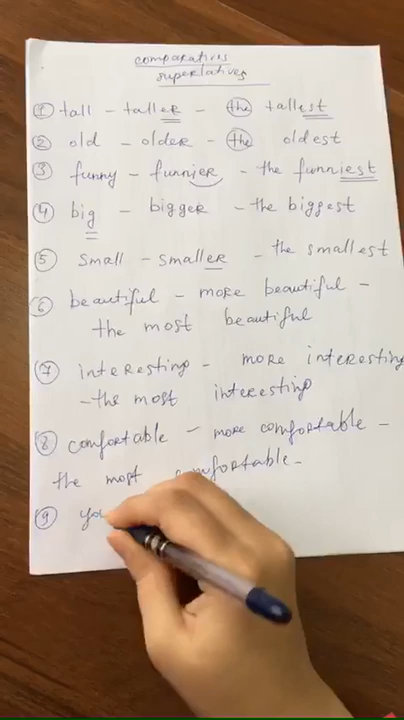 comparatives
superlatives
① tall - taller - the tallest
② old - older - the oldest
③ funny - funnier - the funniest
④ big - bigger - the biggest
⑤ small - smaller - the smallest
⑥ beautiful - more beautiful -
the most beautiful
⑦ interesting - more interesting
- the most interesting
⑧ comfortable - more comfortable -
the most comfortable -
⑨ you